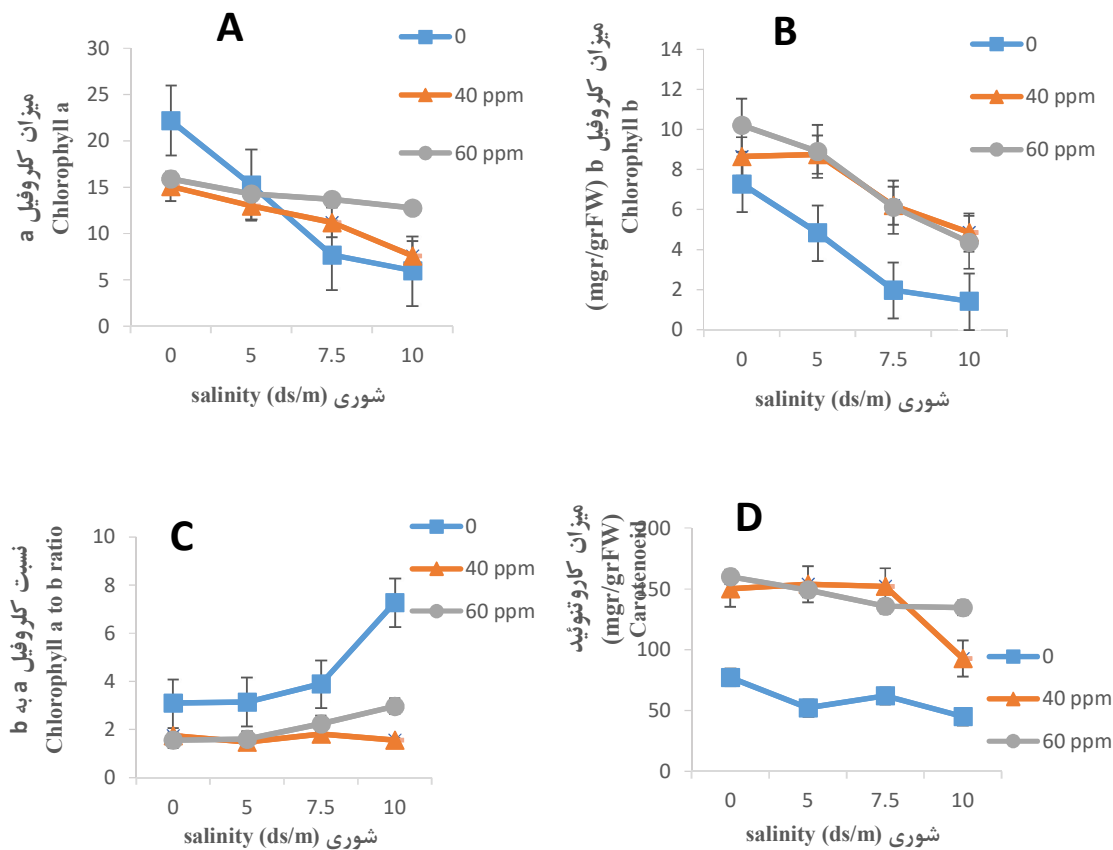 A
میزان کلروفیل a
Chlorophyll a
30
25
20
15
10
5
0
0
5
7.5
10
شوری salinity (ds/m)
0
40 ppm
60 ppm
B
میزان کلروفیل b (mgr/grFW)
Chlorophyll b
14
12
10
8
6
4
2
0
0
5
7.5
10
شوری salinity (ds/m)
0
40 ppm
60 ppm
C
نسبت کلروفیل a به b
Chlorophyll a to b ratio
10
8
6
4
2
0
0
5
7.5
10
شوری salinity (ds/m)
0
40 ppm
60 ppm
D
میزان کاروتنوئید
(mgr/grFW)
Carotenoeid
200
150
100
50
0
0
5
7.5
10
شوری salinity (ds/m)
0
40 ppm
60 ppm